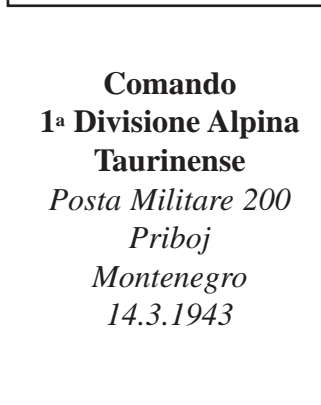 Comando
1ª Divisione Alpina
Taurinense
Posta Militare 200
Priboj
Montenegro
14.3.1943